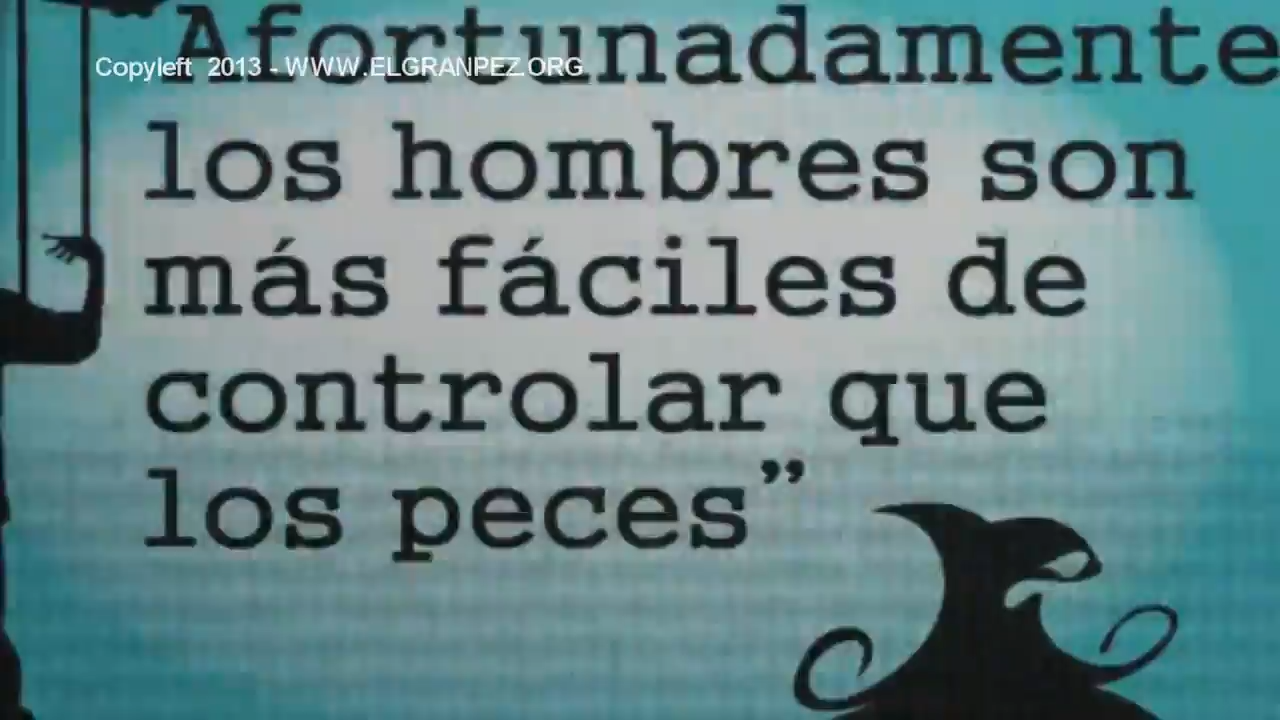 Afortunadamente
Copyleft 2013 - WWW.ELGRANPEZ.ORG
los hombres son
más fáciles de
controlar que
los peces”